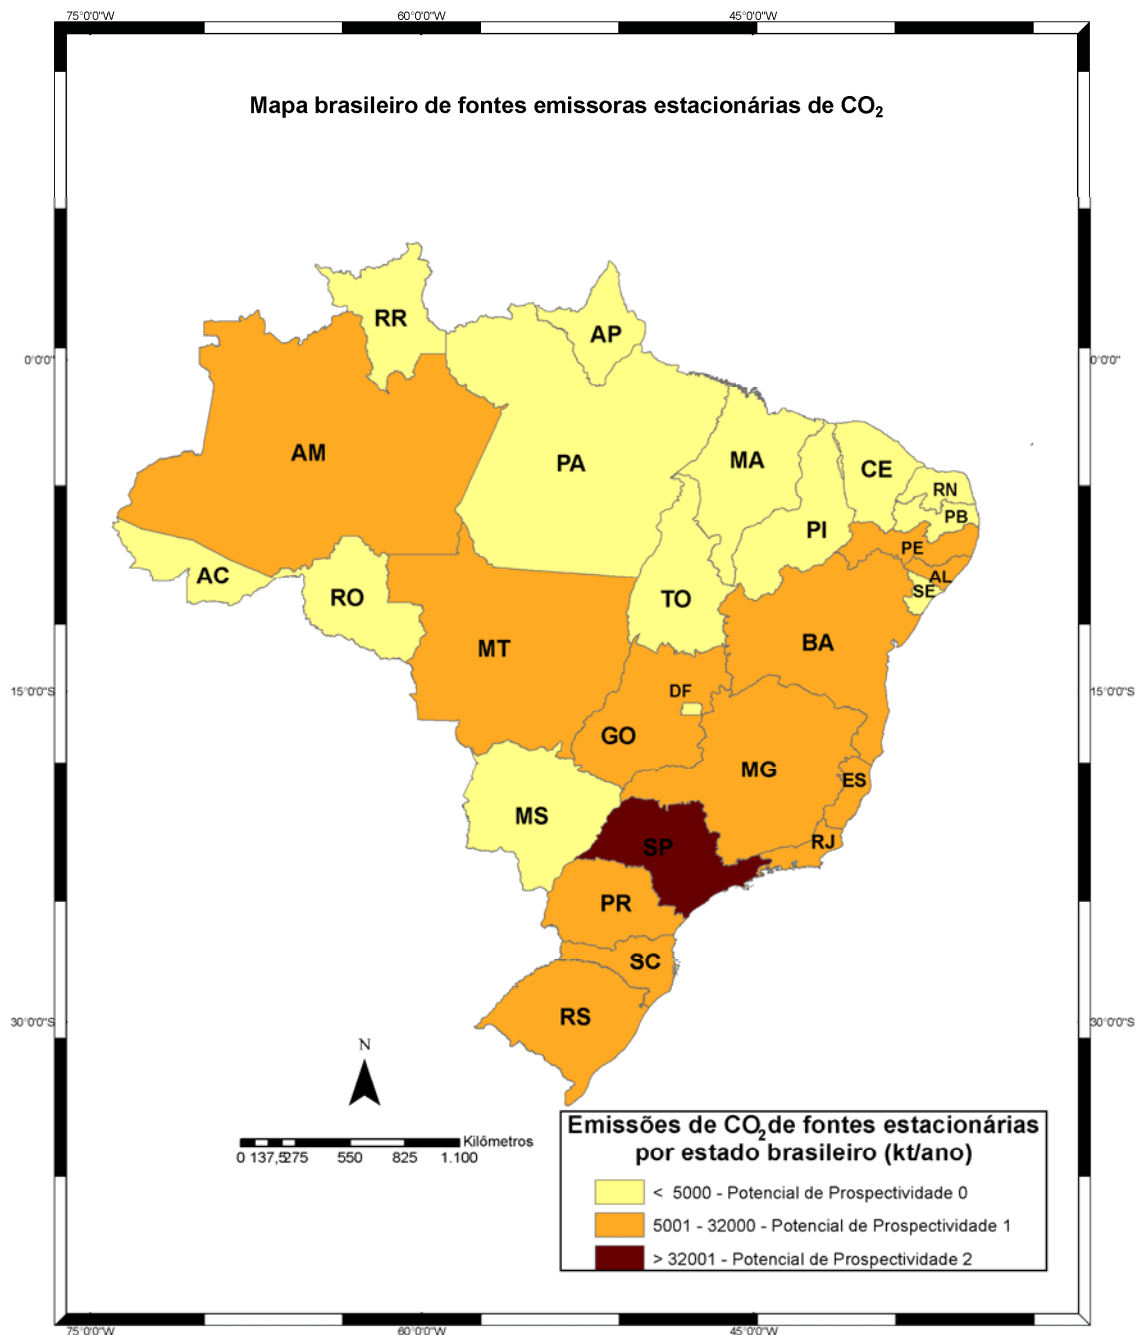 75°0'0"W 60°0'0"W 45°0'0"W
Mapa brasileiro de fontes emissoras estacionárias de CO₂
RR
AP
0°0'0" 0°0'0"
AM
PA
MA
CE
RN
PB
PI
PE
AC
AL
SE
RO
TO
MT
BA
15°0'0"S 15°0'0"S
DF
GO
MG
ES
MS
RJ
SP
PR
SC
RS
30°0'0"S 30°0'0"S
N
Kilômetros
0 137,5 275 550 825 1.100
Emissões de CO₂ de fontes estacionárias
por estado brasileiro (kt/ano)
< 5000 - Potencial de Prospectividade 0
5001 - 32000 - Potencial de Prospectividade 1
> 32001 - Potencial de Prospectividade 2
75°0'0"W 60°0'0"W 45°0'0"W